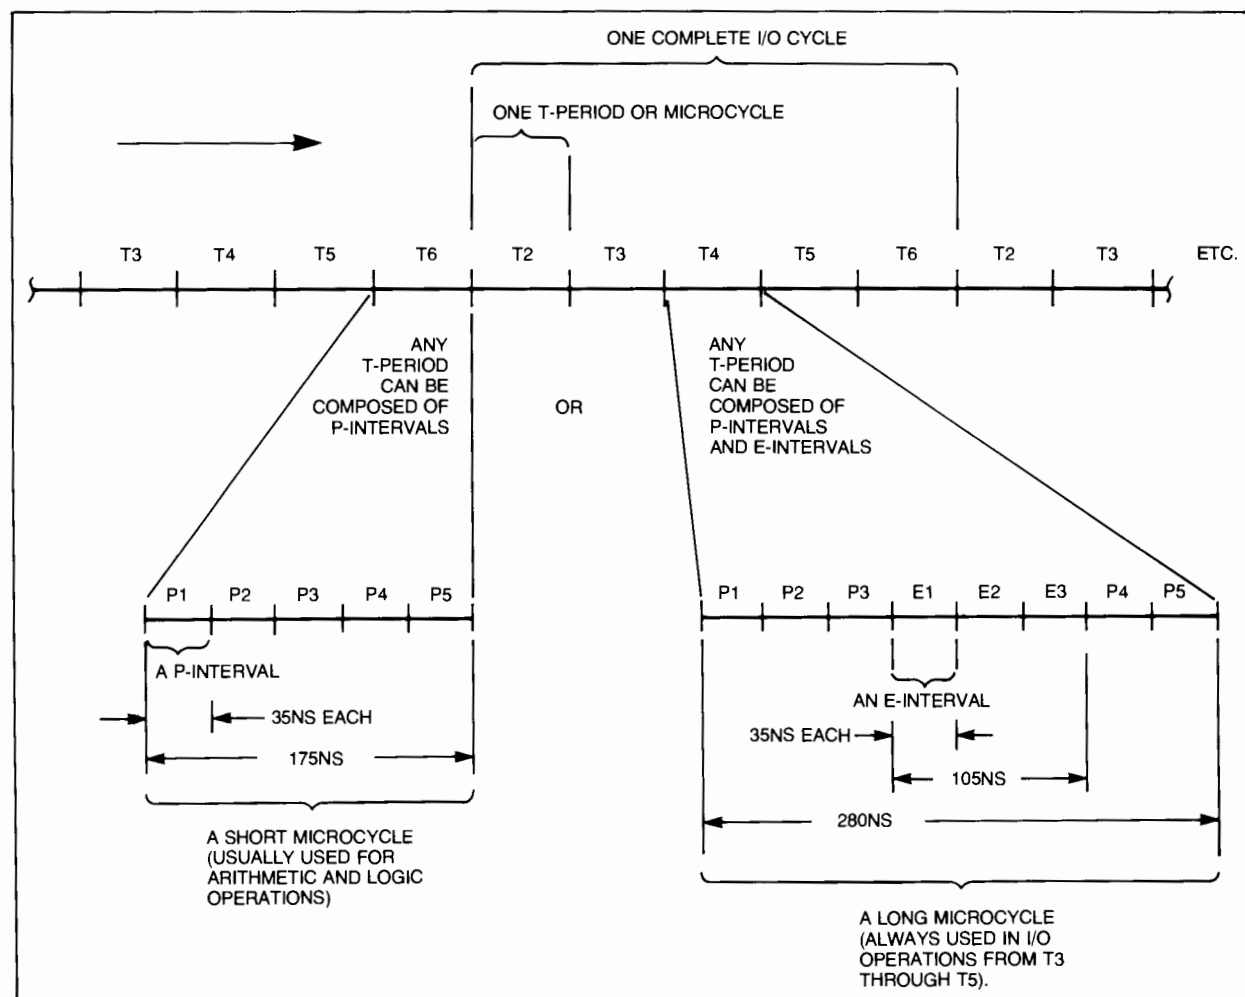 ONE COMPLETE I/O CYCLE
ONE T-PERIOD OR MICROCYCLE
T3 T4 T5 T6 T2 T3 T4 T5 T6 T2 T3 ETC.
ANY
T-PERIOD
CAN BE
COMPOSED OF
P-INTERVALS
OR
ANY
T-PERIOD
CAN BE
COMPOSED OF
P-INTERVALS
AND E-INTERVALS
P1 P2 P3 P4 P5
P1 P2 P3 E1 E2 E3 P4 P5
A P-INTERVAL
35NS EACH
175NS
A SHORT MICROCYCLE
(USUALLY USED FOR
ARITHMETIC AND LOGIC
OPERATIONS)
AN E-INTERVAL
35NS EACH
105NS
280NS
A LONG MICROCYCLE
(ALWAYS USED IN I/O
OPERATIONS FROM T3
THROUGH T5).